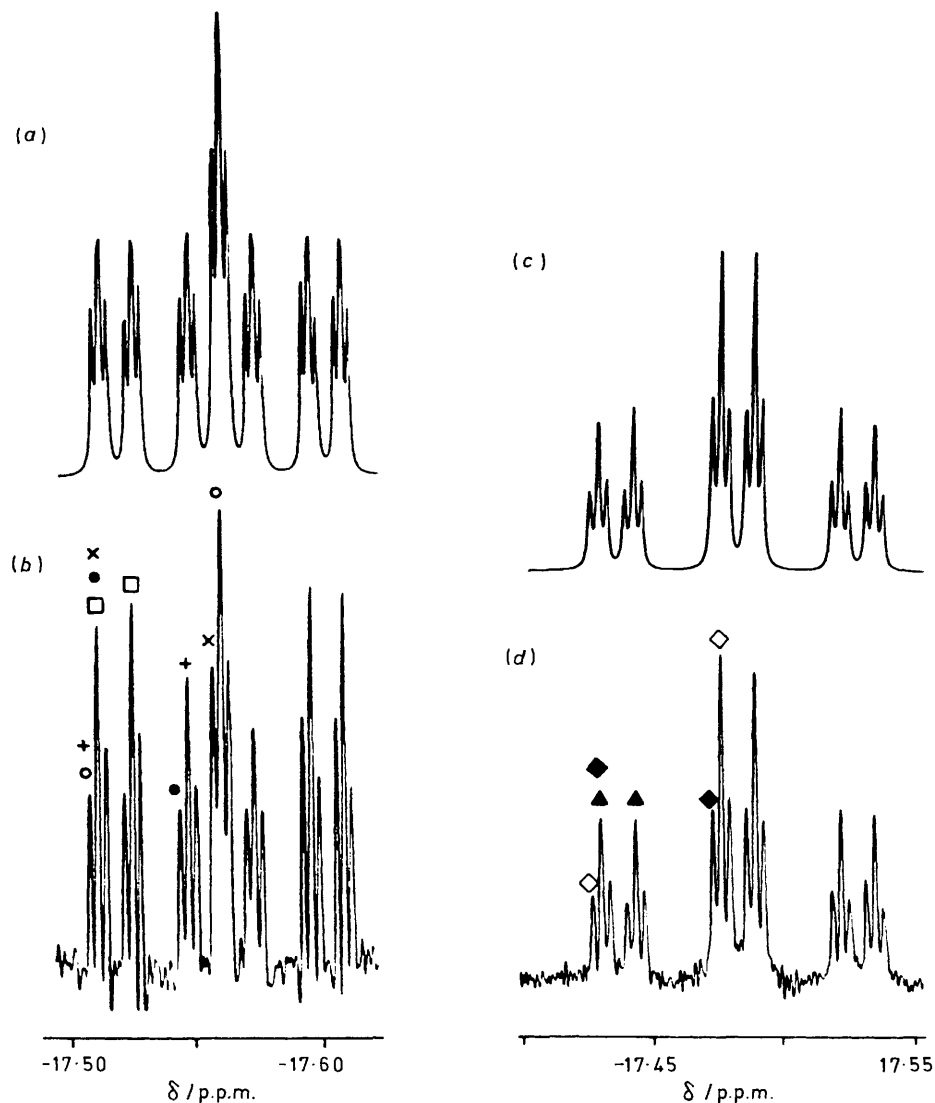 (a)
(c)
(b)
(d)
-17·50
-17·60
-17·45
17·55
δ / p.p.m.
δ / p.p.m.